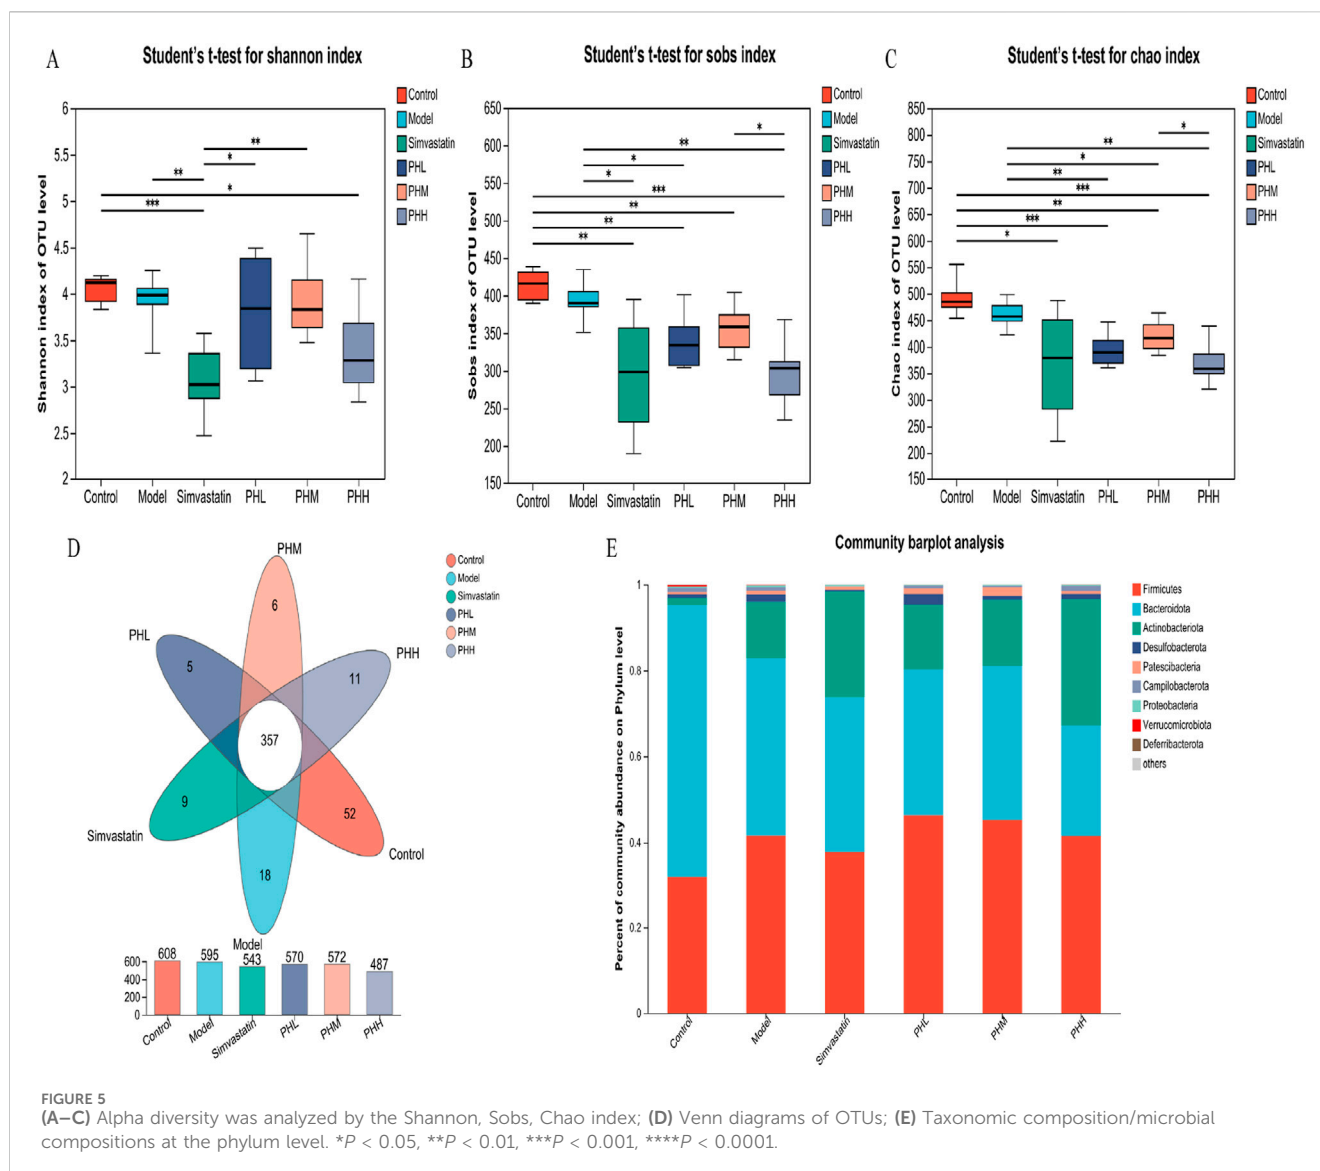 A
Student's t-test for shannon index
Shannon index of OTU level
6
5.5
5
4.5
4
3.5
3
2.5
2
***
*
**
*
**
Control
Model
Simvastatin
PHL
PHM
PHH
Control
Model
Simvastatin
PHL
PHM
PHH
B
Student's t-test for sobs index
Sobs index of OTU level
650
600
550
500
450
400
350
300
250
200
150
**
**
**
***
*
*
**
*
Control
Model
Simvastatin
PHL
PHM
PHH
Control
Model
Simvastatin
PHL
PHM
PHH
C
Student's t-test for chao index
Chao index of OTU level
850
800
750
700
650
600
550
500
450
400
350
300
250
200
150
*
***
**
***
**
*
**
*
Control
Model
Simvastatin
PHL
PHM
PHH
Control
Model
Simvastatin
PHL
PHM
PHH
D
PHM
6
PHL
5
PHH
11
357
Simvastatin
9
52
Control
18
Model
Control
Model
Simvastatin
PHL
PHM
PHH
600
400
200
0
608
595
543
570
572
487
Control
Model
Simvastatin
PHL
PHM
PHH
E
Community barplot analysis
Percent of community abundance on Phylum level
1
0.8
0.6
0.4
0.2
0
Control
Model
Simvastatin
PHL
PHM
PHH
Firmicutes
Bacteroidota
Actinobacteriota
Desulfobacterota
Patescibacteria
Campilobacterota
Proteobacteria
Verrucomicrobiota
Deferribacterota
others
FIGURE 5
(A–C) Alpha diversity was analyzed by the Shannon, Sobs, Chao index; (D) Venn diagrams of OTUs; (E) Taxonomic composition/microbial
compositions at the phylum level. *P < 0.05, **P < 0.01, ***P < 0.001, ****P < 0.0001.